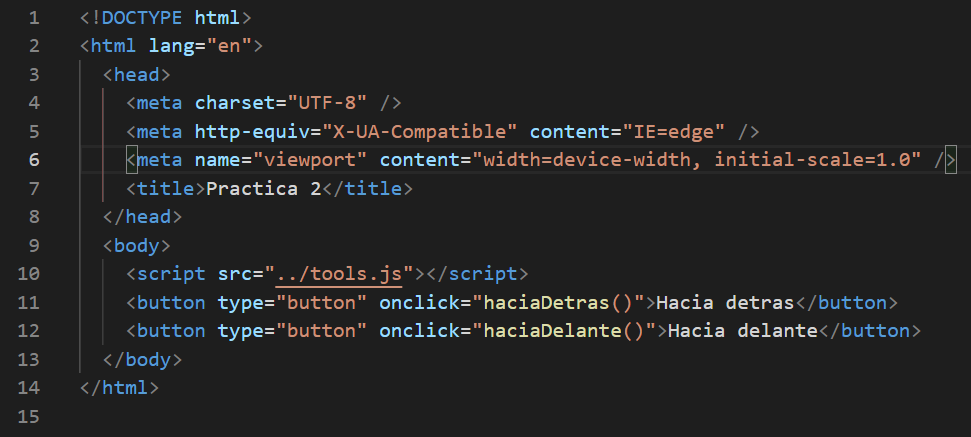 1 <!DOCTYPE html>
2 <html lang="en">
3   <head>
4     <meta charset="UTF-8" />
5     <meta http-equiv="X-UA-Compatible" content="IE=edge" />
6     <meta name="viewport" content="width=device-width, initial-scale=1.0" />
7     <title>Practica 2</title>
8   </head>
9   <body>
10     <script src="../tools.js"></script>
11     <button type="button" onclick="haciaDetras()">Hacia detras</button>
12     <button type="button" onclick="haciaDelante()">Hacia delante</button>
13   </body>
14 </html>
15